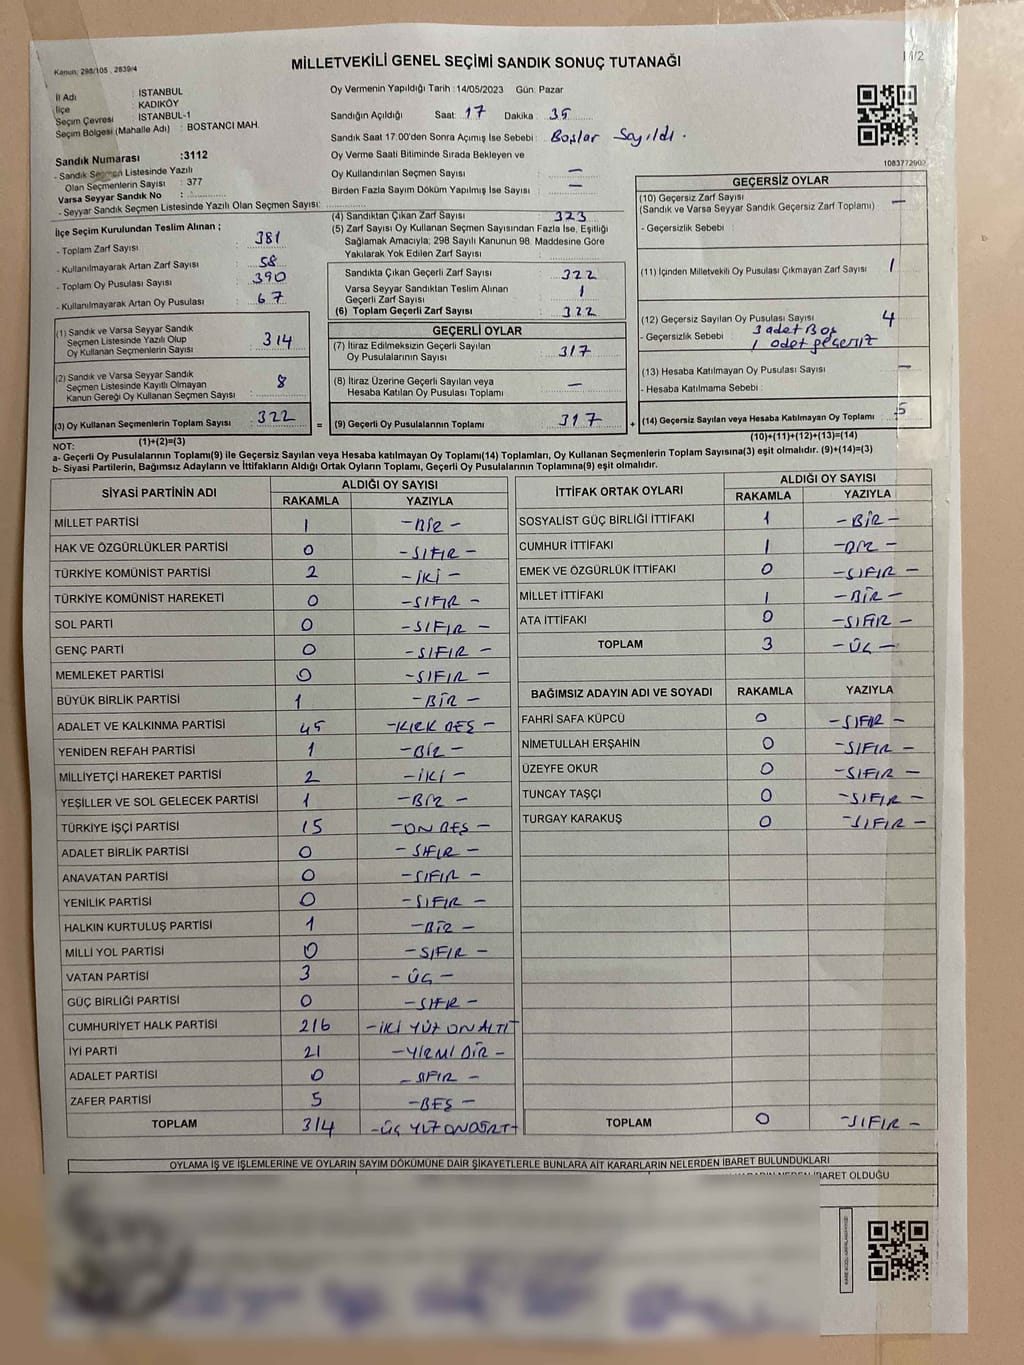 Kanun: 298/105 , 2839/4
MİLLETVEKİLİ GENEL SEÇİMİ SANDIK SONUÇ TUTANAĞI
İl Adı : İSTANBUL
İlçe : KADIKÖY
Seçim Çevresi : İSTANBUL-1
Seçim Bölgesi (Mahalle Adı) : BOSTANCI MAH.
Oy Vermenin Yapıldığı Tarih : 14/05/2023 Gün: Pazar
Sandığın Açıldığı Saat: 17 Dakika : 35
Sandık Saat 17:00'den Sonra Açımış İse Sebebi : Boşlar Sayıldı.
Oy Verme Saati Bitiminde Sırada Bekleyen ve
Oy Kullandırılan Seçmen Sayısı : —
Birden Fazla Sayım Döküm Yapılmış İse Sayısı : —
1083772902
Sandık Numarası :3112
- Sandık Seçmen Listesinde Yazılı
Olan Seçmenlerin Sayısı : 377
Varsa Seyyar Sandık No :
- Seyyar Sandık Seçmen Listesinde Yazılı Olan Seçmen Sayısı:
İlçe Seçim Kurulundan Teslim Alınan ;
- Toplam Zarf Sayısı : 381
- Kullanılmayarak Artan Zarf Sayısı : 58
- Toplam Oy Pusulası Sayısı : 390
- Kullanılmayarak Artan Oy Pusulası : 67
(1) Sandık ve Varsa Seyyar Sandık
Seçmen Listesinde Yazılı Olup
Oy Kullanan Seçmenlerin Sayısı : 314
(2) Sandık ve Varsa Seyyar Sandık
Seçmen Listesinde Kayıtlı Olmayan
Kanun Gereği Oy Kullanan Seçmen Sayısı : 8
(3) Oy Kullanan Seçmenlerin Toplam Sayısı : 322
(1)+(2)=(3)
(4) Sandıktan Çıkan Zarf Sayısı : 323
(5) Zarf Sayısı Oy Kullanan Seçmen Sayısından Fazla İse, Eşitliği
Sağlamak Amacıyla; 298 Sayılı Kanunun 98. Maddesine Göre
Yakılarak Yok Edilen Zarf Sayısı :
Sandıkta Çıkan Geçerli Zarf Sayısı : 322
Varsa Seyyar Sandıktan Teslim Alınan
Geçerli Zarf Sayısı : 1
(6) Toplam Geçerli Zarf Sayısı : 322
GEÇERLİ OYLAR
(7) İtiraz Edilmeksizin Geçerli Sayılan
Oy Pusulalarının Sayısı : 317
(8) İtiraz Üzerine Geçerli Sayılan veya
Hesaba Katılan Oy Pusulası Toplamı : —
= (9) Geçerli Oy Pusulalarının Toplamı : 317 +
GEÇERSİZ OYLAR
(10) Geçersiz Zarf Sayısı
(Sandık ve Varsa Seyyar Sandık Geçersiz Zarf Toplamı) : —
- Geçersizlik Sebebi :
(11) İçinden Milletvekili Oy Pusulası Çıkmayan Zarf Sayısı : 1
(12) Geçersiz Sayılan Oy Pusulası Sayısı : 4
- Geçersizlik Sebebi : 3 adet Boş
1 adet geçersiz
(13) Hesaba Katılmayan Oy Pusulası Sayısı : —
- Hesaba Katılmama Sebebi :
(14) Geçersiz Sayılan veya Hesaba Katılmayan Oy Toplamı : 5
(10)+(11)+(12)+(13)=(14)
NOT:
a- Geçerli Oy Pusulalarının Toplamı(9) ile Geçersiz Sayılan veya Hesaba Katılmayan Oy Toplamı(14) Toplamları, Oy Kullanan Seçmenlerin Toplam Sayısına(3) eşit olmalıdır. (9)+(14)=(3)
b- Siyasi Partilerin, Bağımsız Adayların ve İttifakların Aldığı Ortak Oyların Toplamı, Geçerli Oy Pusulalarının Toplamına(9) eşit olmalıdır.
SİYASİ PARTİNİN ADI ALDIĞI OY SAYISI
RAKAMLA YAZIYLA
MİLLET PARTİSİ 1 -BİR-
HAK VE ÖZGÜRLÜKLER PARTİSİ 0 -SIFIR-
TÜRKİYE KOMÜNİST PARTİSİ 2 -İKİ-
TÜRKİYE KOMÜNİST HAREKETİ 0 -SIFIR-
SOL PARTİ 0 -SIFIR-
GENÇ PARTİ 0 -SIFIR-
MEMLEKET PARTİSİ 0 -SIFIR-
BÜYÜK BİRLİK PARTİSİ 1 -BİR-
ADALET VE KALKINMA PARTİSİ 45 -KIRK BEŞ-
YENİDEN REFAH PARTİSİ 1 -BİR-
MİLLİYETÇİ HAREKET PARTİSİ 2 -İKİ-
YEŞİLLER VE SOL GELECEK PARTİSİ 1 -BİR-
TÜRKİYE İŞÇİ PARTİSİ 15 -ON BEŞ-
ADALET BİRLİK PARTİSİ 0 -SIFIR-
ANAVATAN PARTİSİ 0 -SIFIR-
YENİLİK PARTİSİ 0 -SIFIR-
HALKIN KURTULUŞ PARTİSİ 1 -BİR-
MİLLİ YOL PARTİSİ 0 -SIFIR-
VATAN PARTİSİ 3 -ÜÇ-
GÜÇ BİRLİĞİ PARTİSİ 0 -SIFIR-
CUMHURİYET HALK PARTİSİ 216 -İKİ YÜZ ONALTI
İYİ PARTİ 21 -YİRMİ BİR-
ADALET PARTİSİ 0 -SIFIR-
ZAFER PARTİSİ 5 -BEŞ-
TOPLAM 314 -ÜÇ YÜZ ONDÖRT-
İTTİFAK ORTAK OYLARI ALDIĞI OY SAYISI
RAKAMLA YAZIYLA
SOSYALİST GÜÇ BİRLİĞİ İTTİFAKI 1 -BİR-
CUMHUR İTTİFAKI 1 -BİR-
EMEK VE ÖZGÜRLÜK İTTİFAKI 0 -SIFIR-
MİLLET İTTİFAKI 1 -BİR-
ATA İTTİFAKI 0 -SIFIR-
TOPLAM 3 -ÜÇ-
BAĞIMSIZ ADAYIN ADI VE SOYADI RAKAMLA YAZIYLA
FAHRİ SAFA KÜPCÜ 0 -SIFIR-
NİMETULLAH ERŞAHİN 0 -SIFIR-
ÜZEYFE OKUR 0 -SIFIR-
TUNCAY TAŞÇI 0 -SIFIR-
TURGAY KARAKUŞ 0 -SIFIR-
TOPLAM 0 -SIFIR-
OYLAMA İŞ VE İŞLEMLERİNE VE OYLARIN SAYIM DÖKÜMÜNE DAİR ŞİKAYETLERLE BUNLARA AİT KARARLARIN NELERDEN İBARET BULUNDUKLARI
NEDEN İBARET OLDUĞU